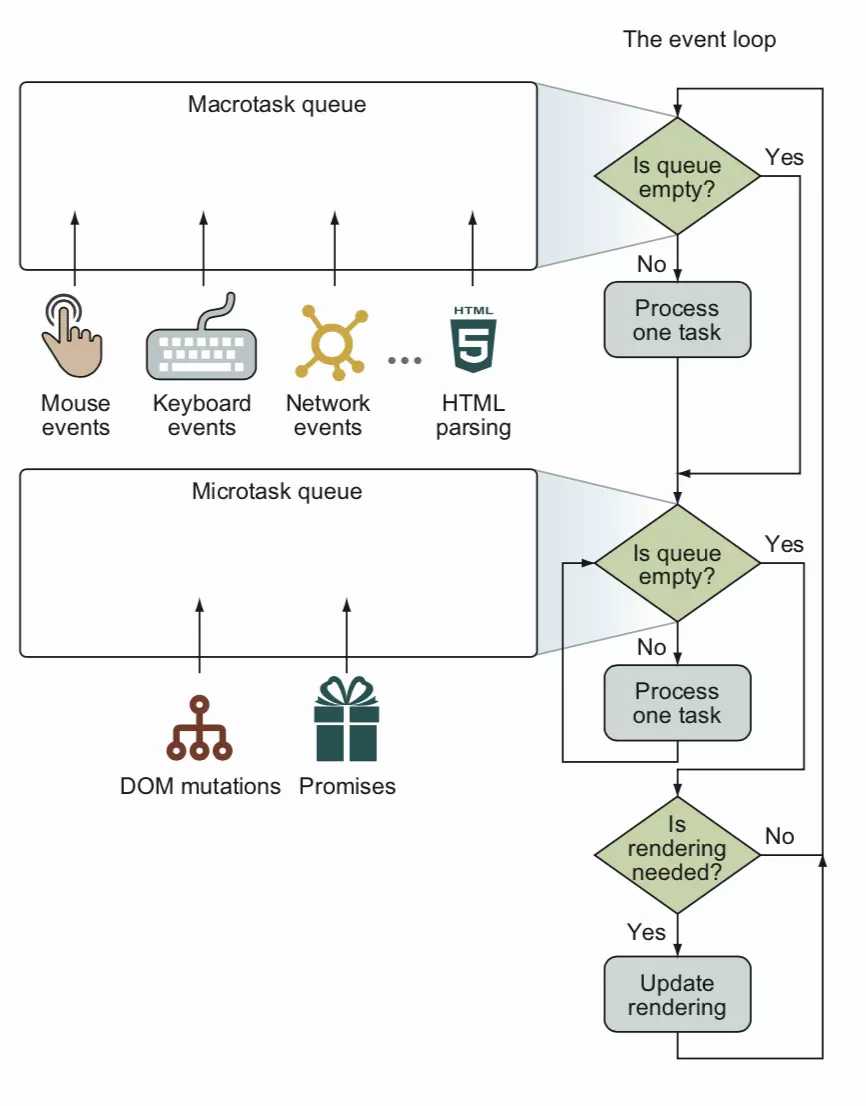 The event loop
Macrotask queue
Is queue
empty?
Yes
No
Process
one task
HTML
5
...
Mouse
events
Keyboard
events
Network
events
HTML
parsing
Microtask queue
Is queue
empty?
Yes
No
Process
one task
DOM mutations
Promises
Is
rendering
needed?
No
Yes
Update
rendering